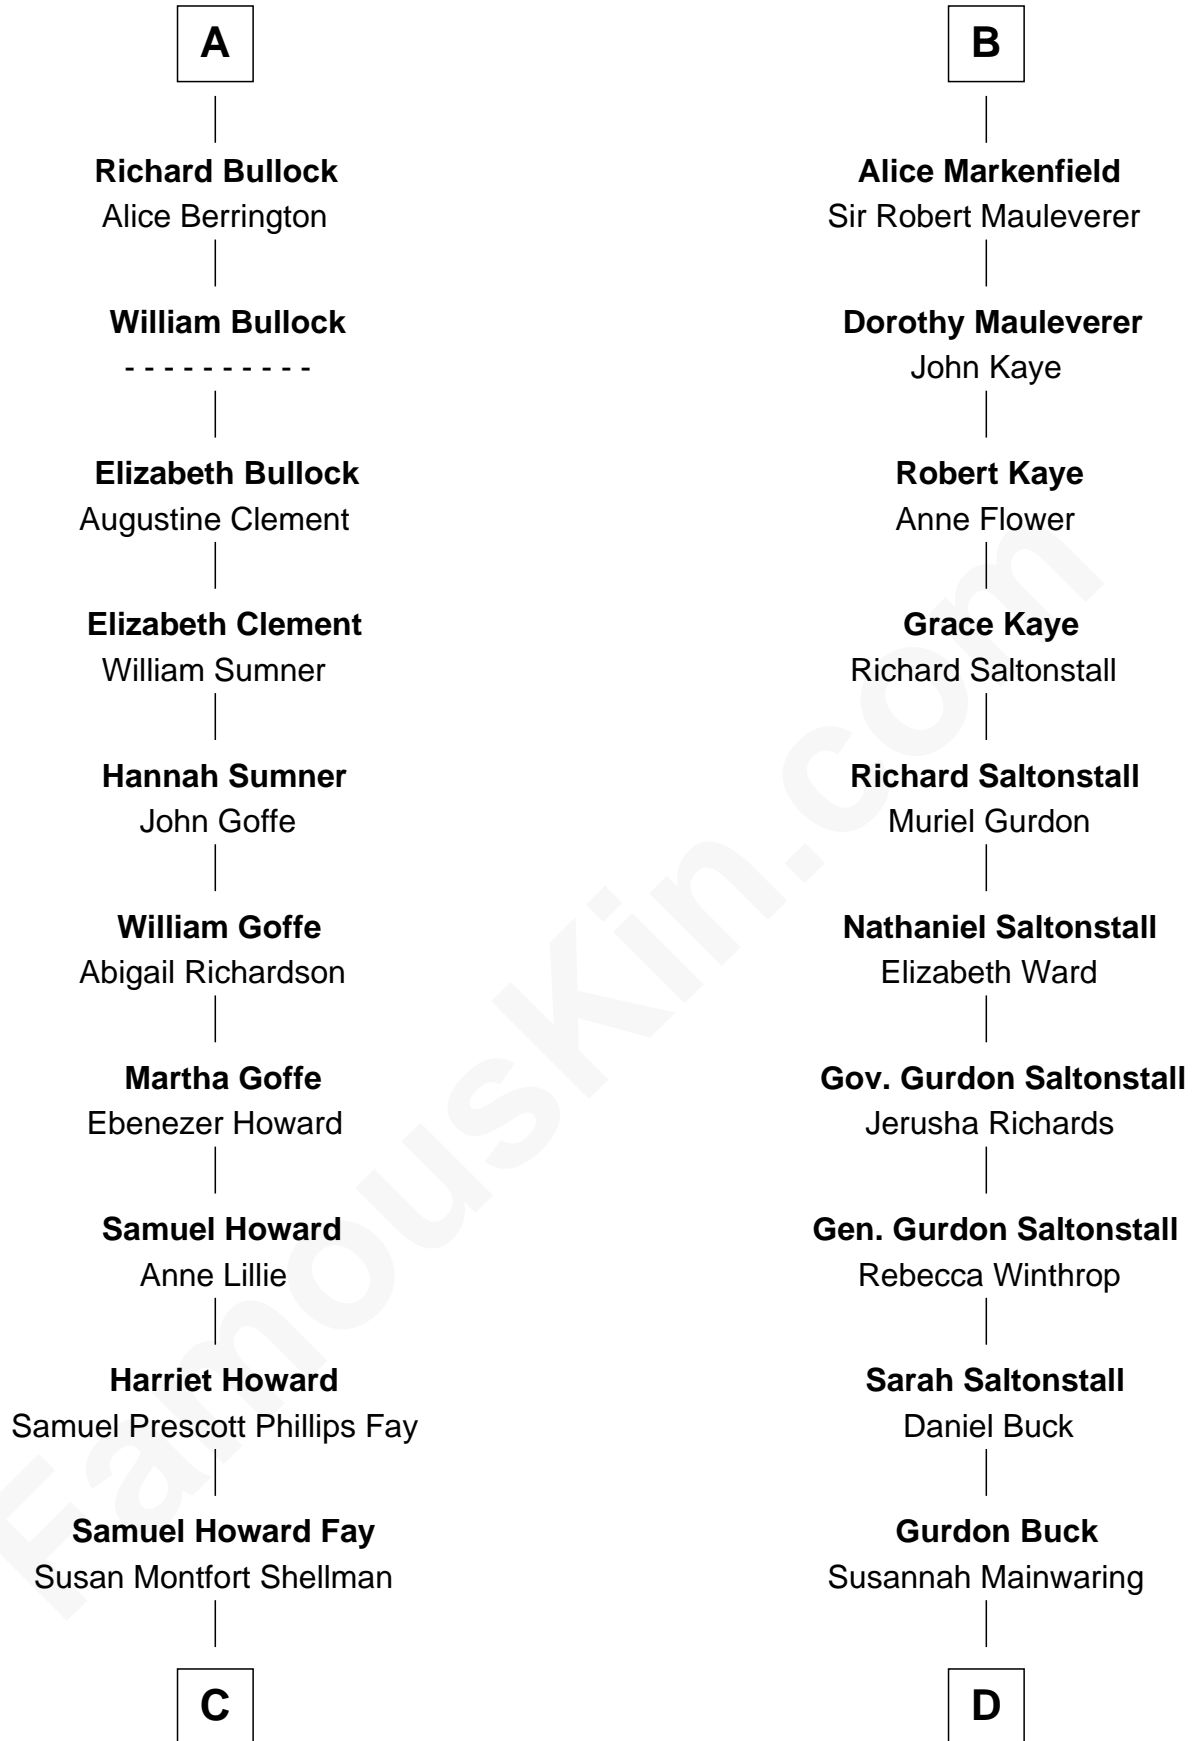 A
Richard Bullock
Alice Berrington
William Bullock
- - - - - - - - - -
Elizabeth Bullock
Augustine Clement
Elizabeth Clement
William Sumner
Hannah Sumner
John Goffe
William Goffe
Abigail Richardson
Martha Goffe
Ebenezer Howard
Samuel Howard
Anne Lillie
Harriet Howard
Samuel Prescott Phillips Fay
Samuel Howard Fay
Susan Montfort Shellman
C
B
Alice Markenfield
Sir Robert Mauleverer
Dorothy Mauleverer
John Kaye
Robert Kaye
Anne Flower
Grace Kaye
Richard Saltonstall
Richard Saltonstall
Muriel Gurdon
Nathaniel Saltonstall
Elizabeth Ward
Gov. Gurdon Saltonstall
Jerusha Richards
Gen. Gurdon Saltonstall
Rebecca Winthrop
Sarah Saltonstall
Daniel Buck
Gurdon Buck
Susannah Mainwaring
D
FamousKin.com